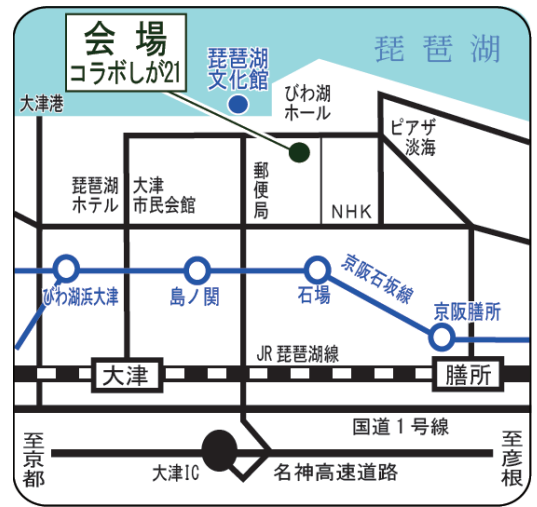 会場
コラボしが21
琵琶湖
文化館
琵琶湖
大津港
びわ湖
ホール
ピアザ
淡海
琵琶湖
ホテル
大津
市民会館
郵便局
NHK
びわ湖浜大津
島ノ関
石場
京阪石坂線
京阪膳所
JR琵琶湖線
大津
膳所
国道1号線
至京都
至彦根
大津IC
名神高速道路